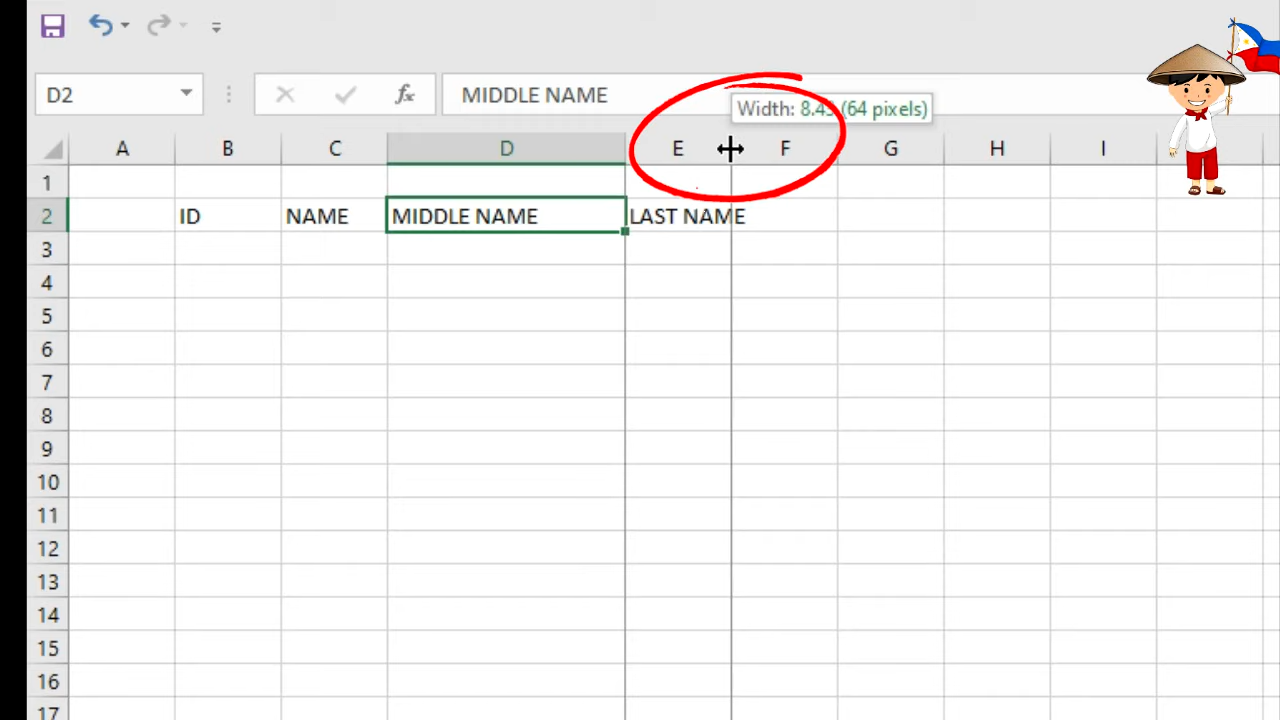 D2
fx
MIDDLE NAME
Width: 8.43 (64 pixels)
A B C D E F G H I
1
2 ID NAME MIDDLE NAME LAST NAME
3
4
5
6
7
8
9
10
11
12
13
14
15
16
17